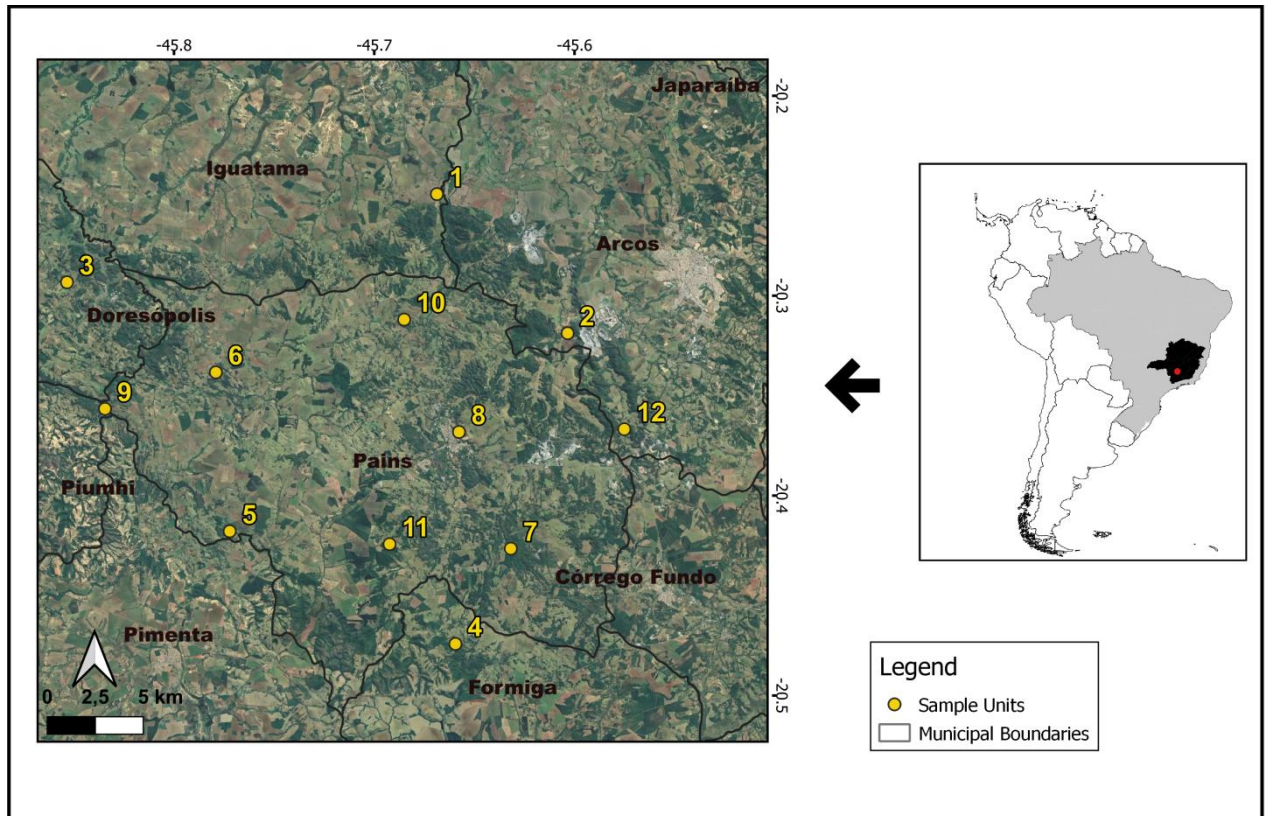 -45.8
-45.7
-45.6
Japaraíba
-20.2
Iguatama
1
Arcos
3
-20.3
Doresópolis
10
2
6
9
8
12
Pains
Piumhi
-20.4
5
11
7
Córrego Fundo
4
Pimenta
Formiga
-20.5
0 2,5 5 km
Legend
Sample Units
Municipal Boundaries